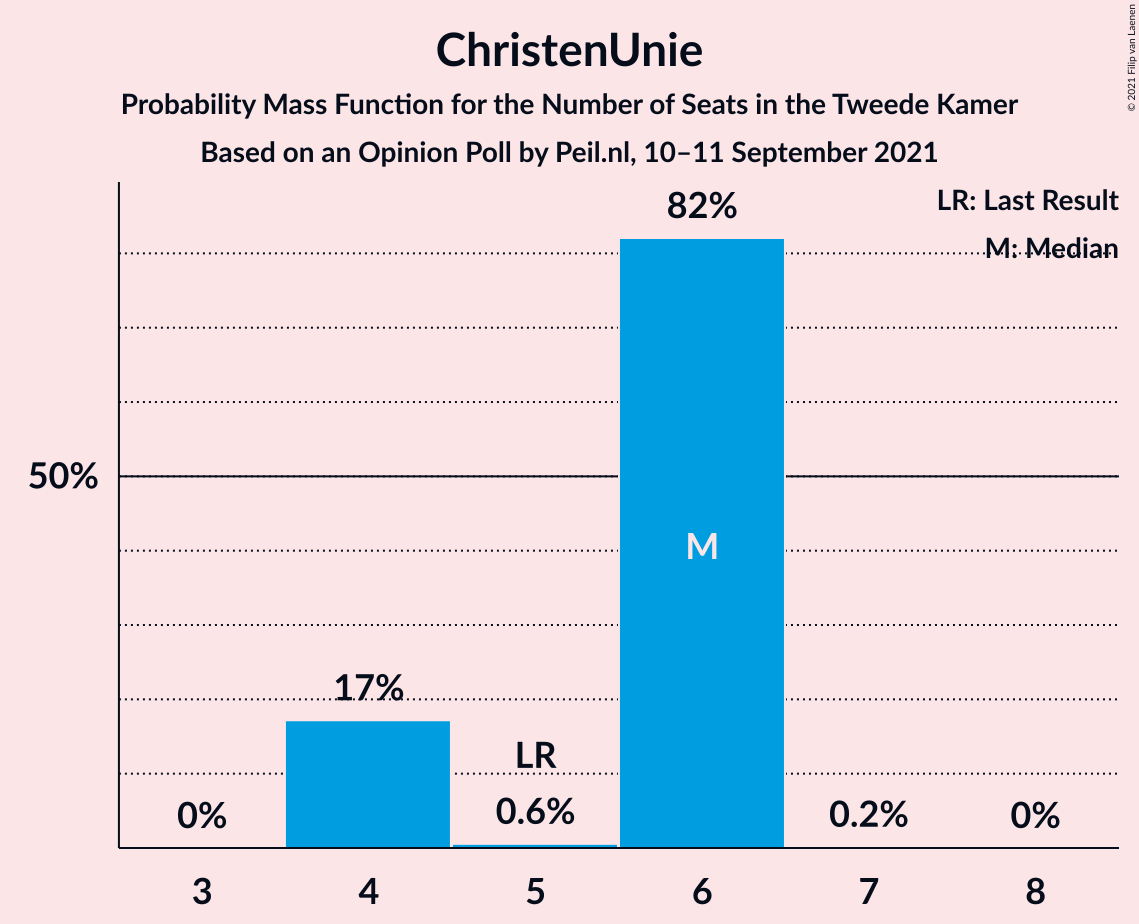 ChristenUnie
Probability Mass Function for the Number of Seats in the Tweede Kamer
Based on an Opinion Poll by Peil.nl, 10–11 September 2021
© 2021 Filip van Laenen
LR: Last Result
M: Median
82%
50%
M
17%
LR
0%
0.6%
0.2%
0%
3 4 5 6 7 8